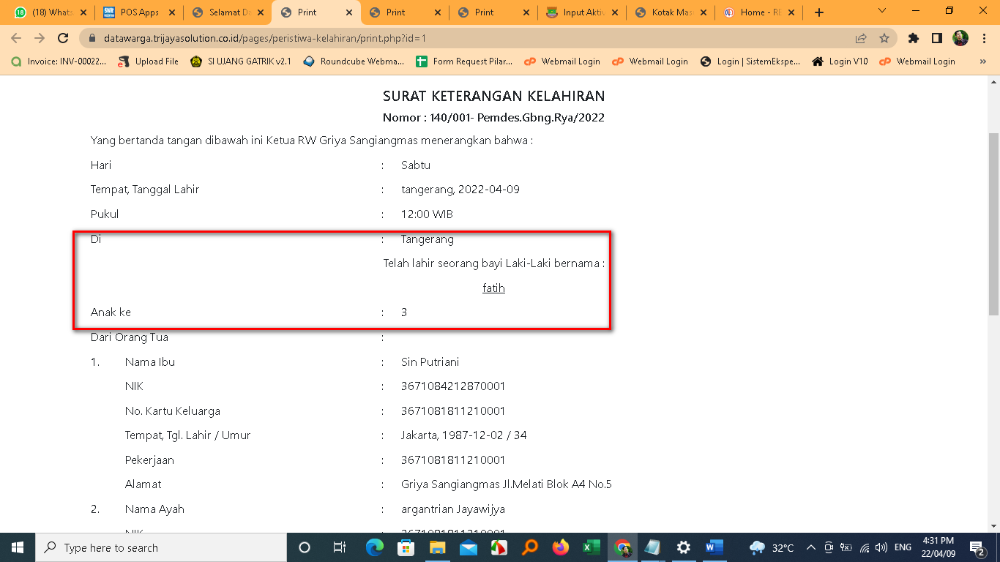 (18) Whats
POS Apps
Selamat Da
Print
Print
Print
Input Aktiv
Kotak Mas
Home - RE
datawarga.trijayasolution.co.id/pages/peristiwa-kelahiran/print.php?id=1
Invoice: INV-00022...
Upload File
SI UJANG GATRIK v2.1
Roundcube Webma...
Form Request Pilar...
Webmail Login
Webmail Login
Login | SistemEkspe...
Login V10
Webmail Login
SURAT KETERANGAN KELAHIRAN
Nomor : 140/001- Pemdes.Gbng.Rya/2022
Yang bertanda tangan dibawah ini Ketua RW Griya Sangiangmas menerangkan bahwa :
Hari : Sabtu
Tempat, Tanggal Lahir : tangerang, 2022-04-09
Pukul : 12:00 WIB
Di : Tangerang
Telah lahir seorang bayi Laki-Laki bernama :
fatih
Anak ke : 3
Dari Orang Tua :
1. Nama Ibu : Sin Putriani
NIK : 3671084212870001
No. Kartu Keluarga : 3671081811210001
Tempat, Tgl. Lahir / Umur : Jakarta, 1987-12-02 / 34
Pekerjaan : 3671081811210001
Alamat : Griya Sangiangmas Jl.Melati Blok A4 No.5
2. Nama Ayah : argantrian Jayawijya
NIK : 3671081811210001
Type here to search
32°C
ENG
4:31 PM
22/04/09
2